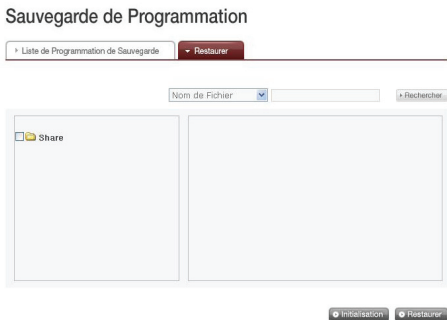 Sauvegarde de Programmation
Liste de Programmation de Sauvegarde
Restaurer
Nom de Fichier
Rechercher
Share
Initialisation
Restaurer